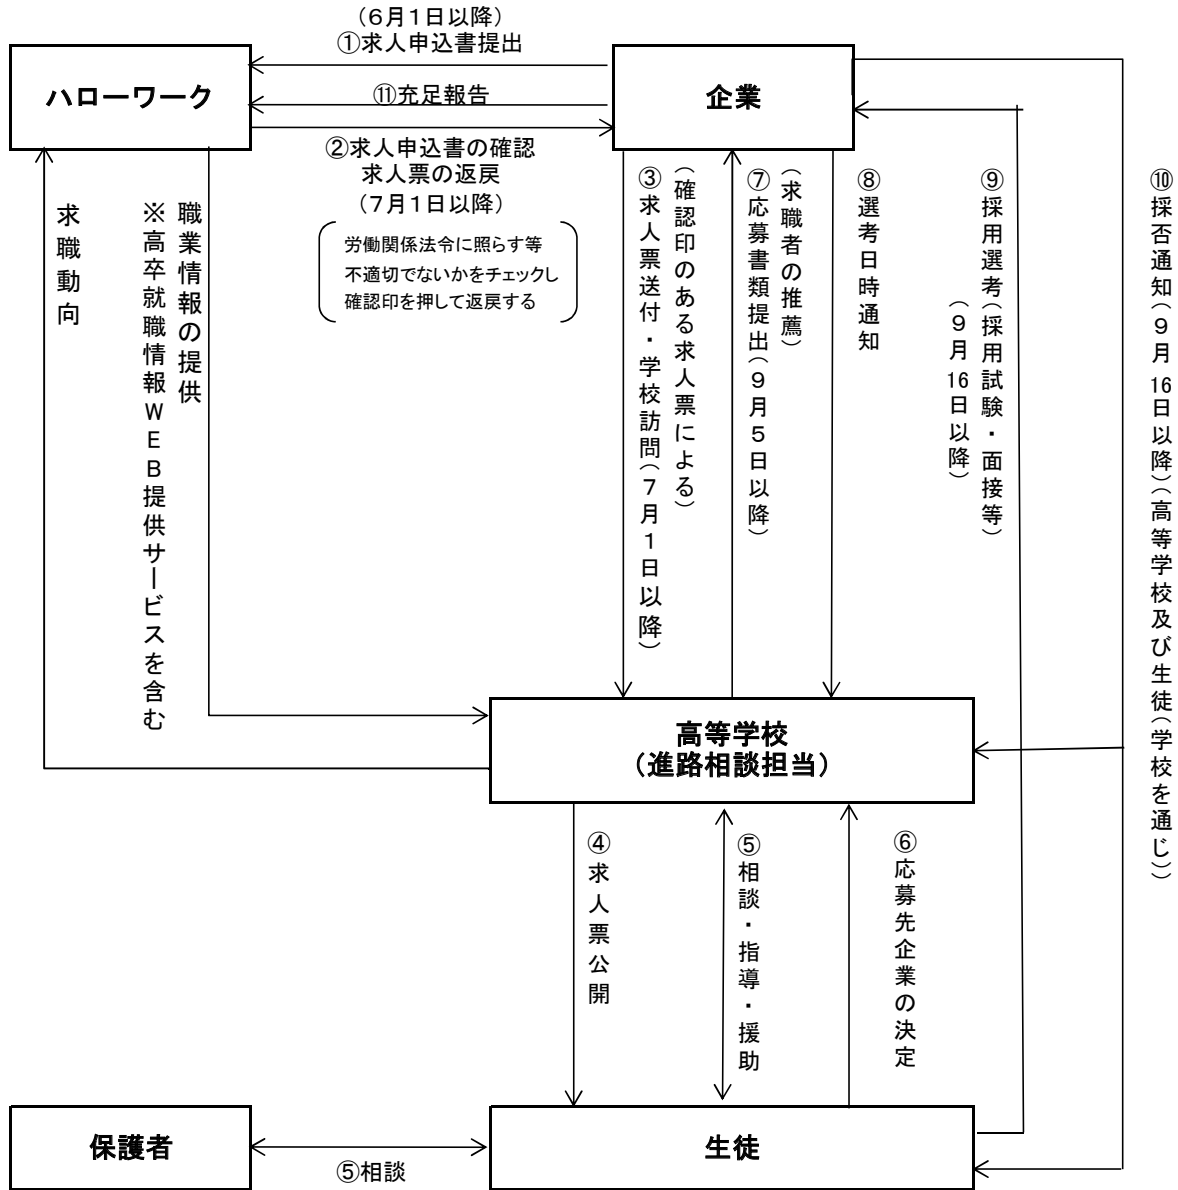 (6月1日以降)
①求人申込書提出
ハローワーク
企業
⑪充足報告
②求人申込書の確認
求人票の返戻
(7月1日以降)
労働関係法令に照らす等
不適切でないかをチェックし
確認印を押して返戻する
求職動向
職業情報の提供
※高卒就職情報WEB提供サービスを含む
③求人票送付・学校訪問(7月1日以降)
(確認印のある求人票による)
⑦応募書類提出(9月5日以降)
(求職者の推薦)
⑧選考日時通知
⑨採用選考(採用試験・面接等)
(9月16日以降)
⑩採否通知(9月16日以降)(高等学校及び生徒(学校を通じ))
高等学校
(進路相談担当)
④求人票公開
⑤相談・指導・援助
⑥応募先企業の決定
保護者
⑤相談
生徒